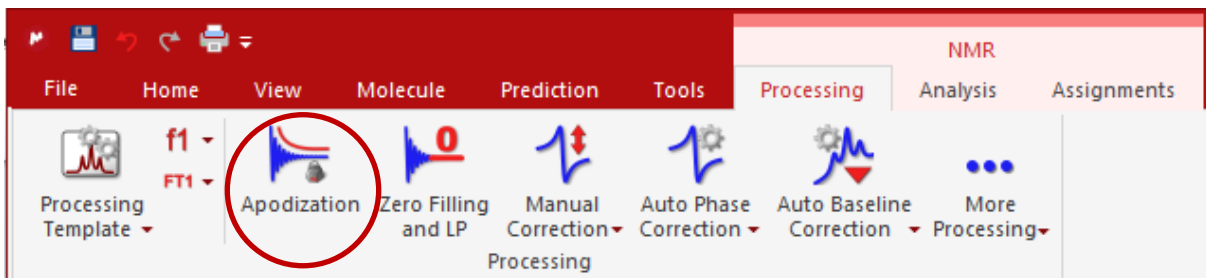 NMR
File Home View Molecule Prediction Tools Processing Analysis Assignments
f1
FT1
0
Processing Template
Apodization
Zero Filling and LP
Manual Correction
Auto Phase Correction
Auto Baseline Correction
More Processing
Processing